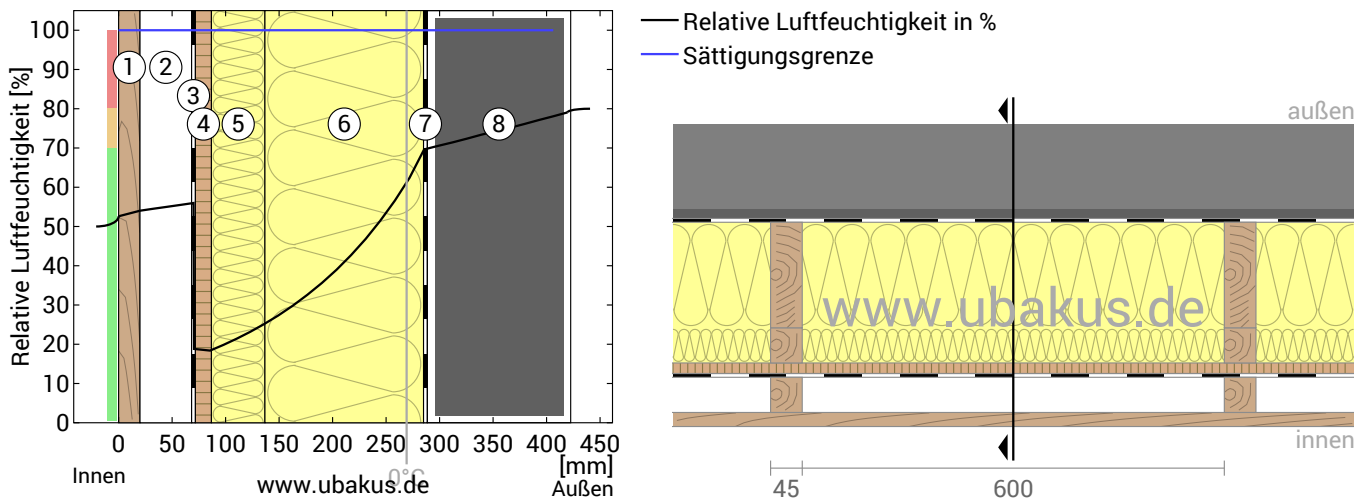 Relative Luftfeuchtigkeit [%]
100
90
80
70
60
50
40
30
20
10
0
1
2
3
4
5
6
7
8
0 50 100 150 200 250 300 350 400 450
[mm]
0°C
Innen
www.ubakus.de
Außen
Relative Luftfeuchtigkeit in %
Sättigungsgrenze
außen
www.ubakus.de
innen
45
600